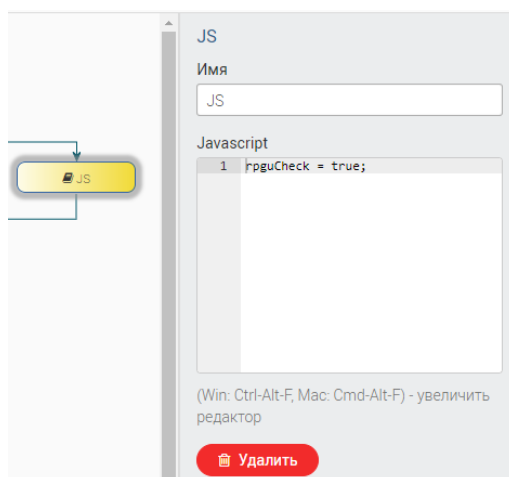 JS
Имя
JS
Javascript
1 rpguCheck = true;
JS
(Win: Ctrl-Alt-F, Mac: Cmd-Alt-F) - увеличить
редактор
Удалить